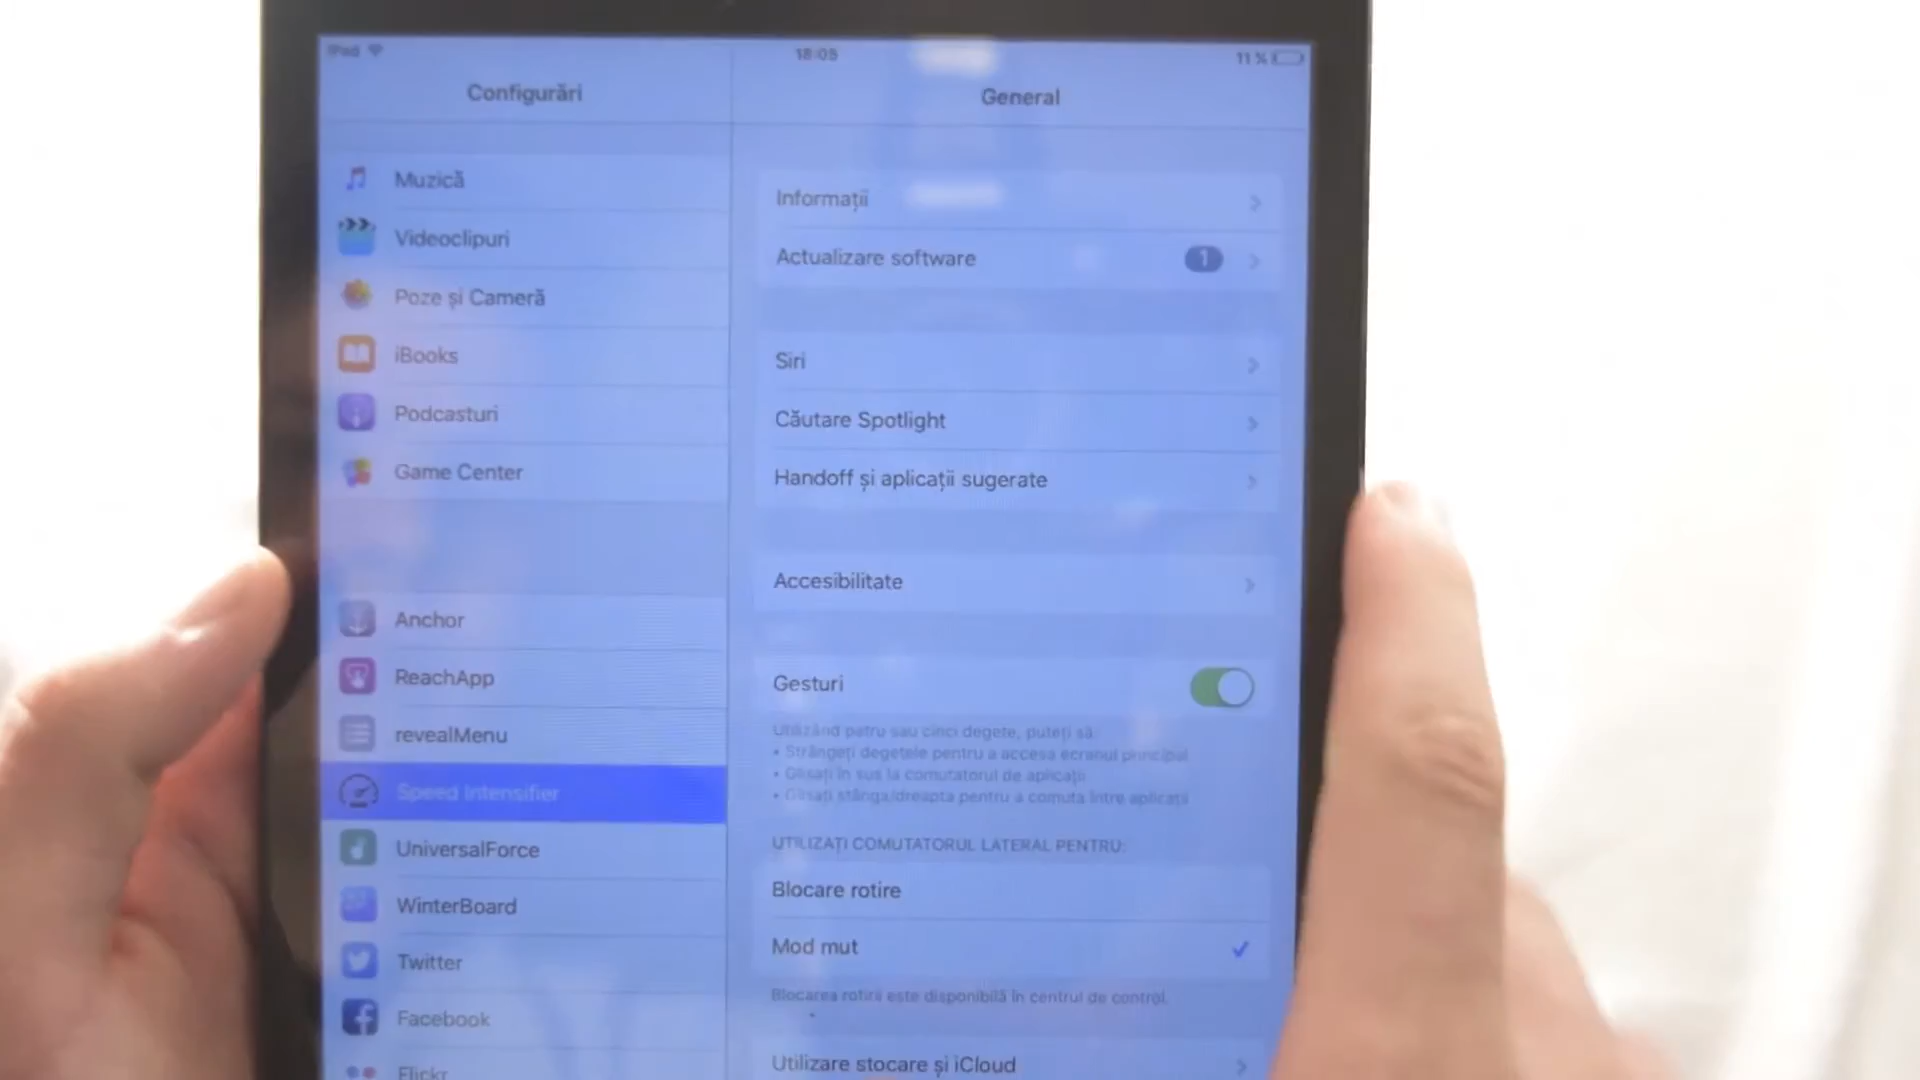 iPad
18:05
11 %
Configurări
General
Muzică
Videoclipuri
Poze și Cameră
iBooks
Podcasturi
Game Center
Anchor
ReachApp
revealMenu
Speed Intensifier
UniversalForce
WinterBoard
Twitter
Facebook
Flickr
Informații
Actualizare software
1
Siri
Căutare Spotlight
Handoff și aplicații sugerate
Accesibilitate
Gesturi
Utilizând patru sau cinci degete, puteți să:
• Strângeți degetele pentru a accesa ecranul principal
• Glisați în sus la comutatorul de aplicații
• Glisați stânga/dreapta pentru a comuta între aplicații
UTILIZAȚI COMUTATORUL LATERAL PENTRU:
Blocare rotire
Mod mut
Blocarea rotirii este disponibilă în centrul de control.
Utilizare stocare și iCloud